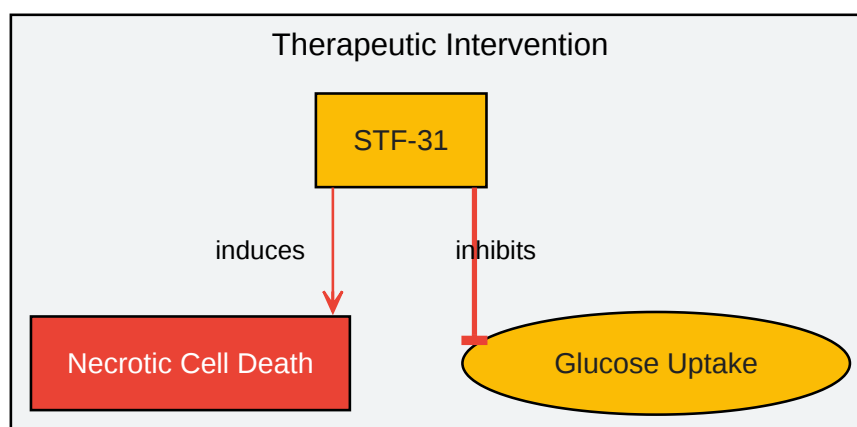 Therapeutic Intervention
STF-31
induces
inhibits
Necrotic Cell Death
Glucose Uptake